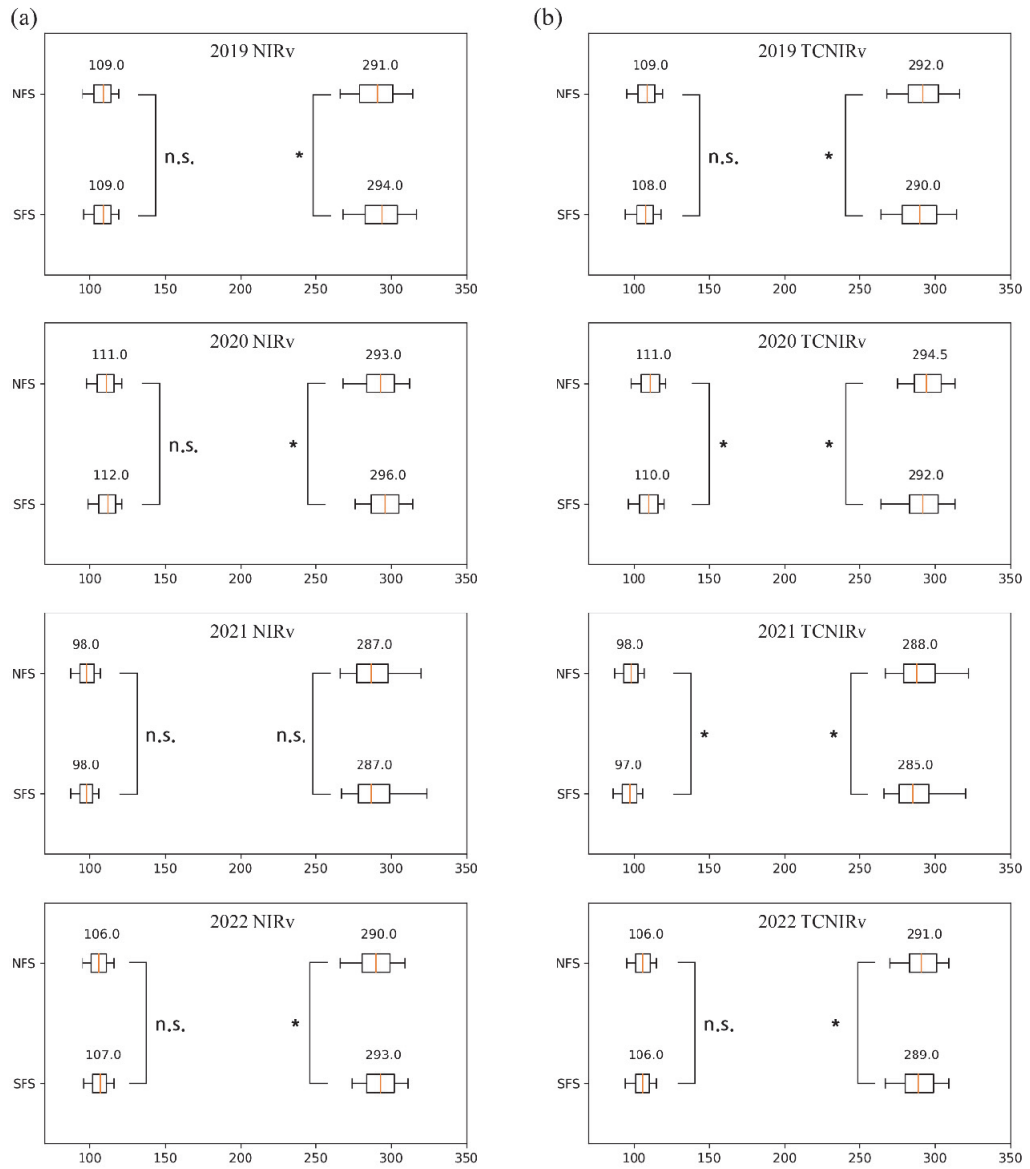 (a)
2019 NIRv
109.0
291.0
NFS
n.s.
*
109.0
294.0
SFS
100 150 200 250 300 350
2020 NIRv
111.0
293.0
NFS
n.s.
*
112.0
296.0
SFS
100 150 200 250 300 350
2021 NIRv
98.0
287.0
NFS
n.s.
n.s.
98.0
287.0
SFS
100 150 200 250 300 350
2022 NIRv
106.0
290.0
NFS
n.s.
*
107.0
293.0
SFS
100 150 200 250 300 350
(b)
2019 TCNIRv
109.0
292.0
NFS
n.s.
*
108.0
290.0
SFS
100 150 200 250 300 350
2020 TCNIRv
111.0
294.5
NFS
*
*
110.0
292.0
SFS
100 150 200 250 300 350
2021 TCNIRv
98.0
288.0
NFS
*
*
97.0
285.0
SFS
100 150 200 250 300 350
2022 TCNIRv
106.0
291.0
NFS
n.s.
*
106.0
289.0
SFS
100 150 200 250 300 350